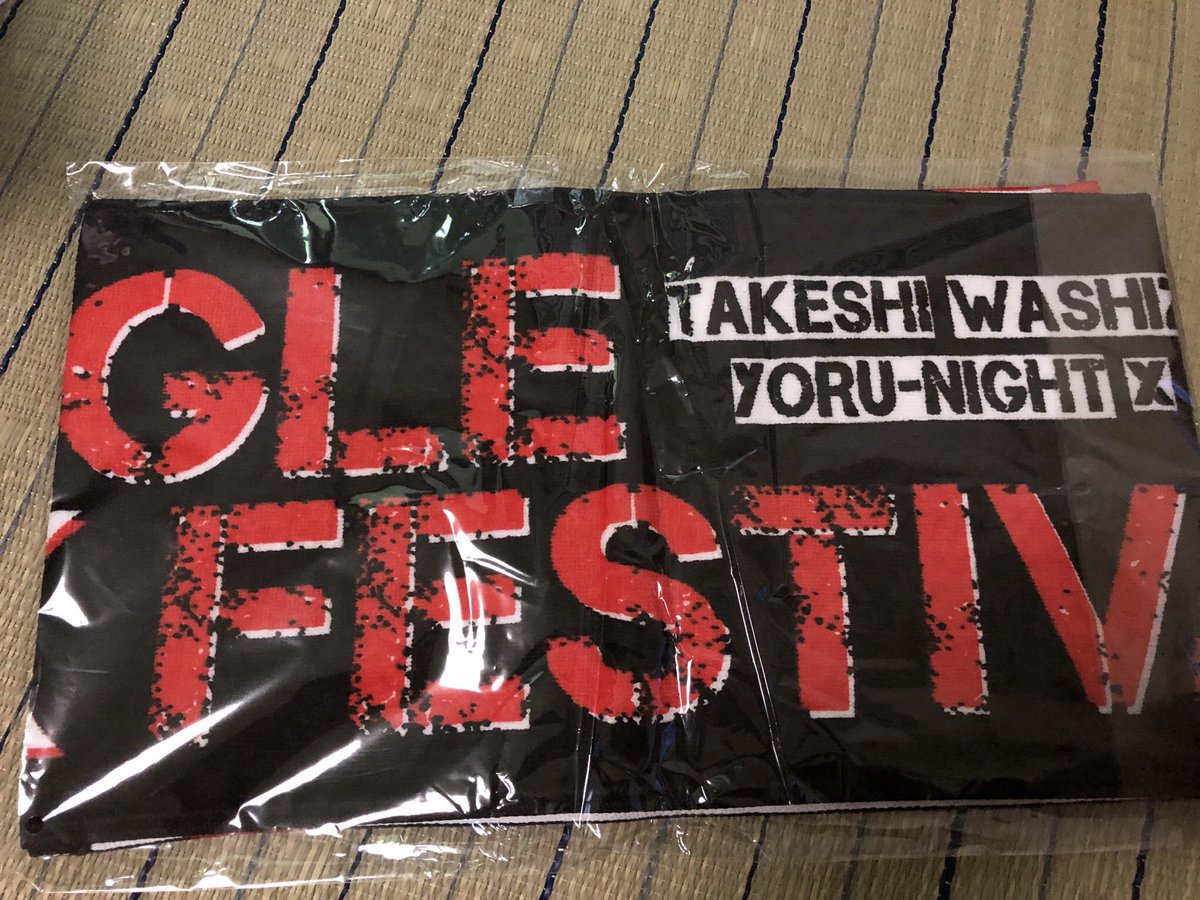 GLE
TAKESHI WASHIZ
YORU-NIGHT X
FESTIV